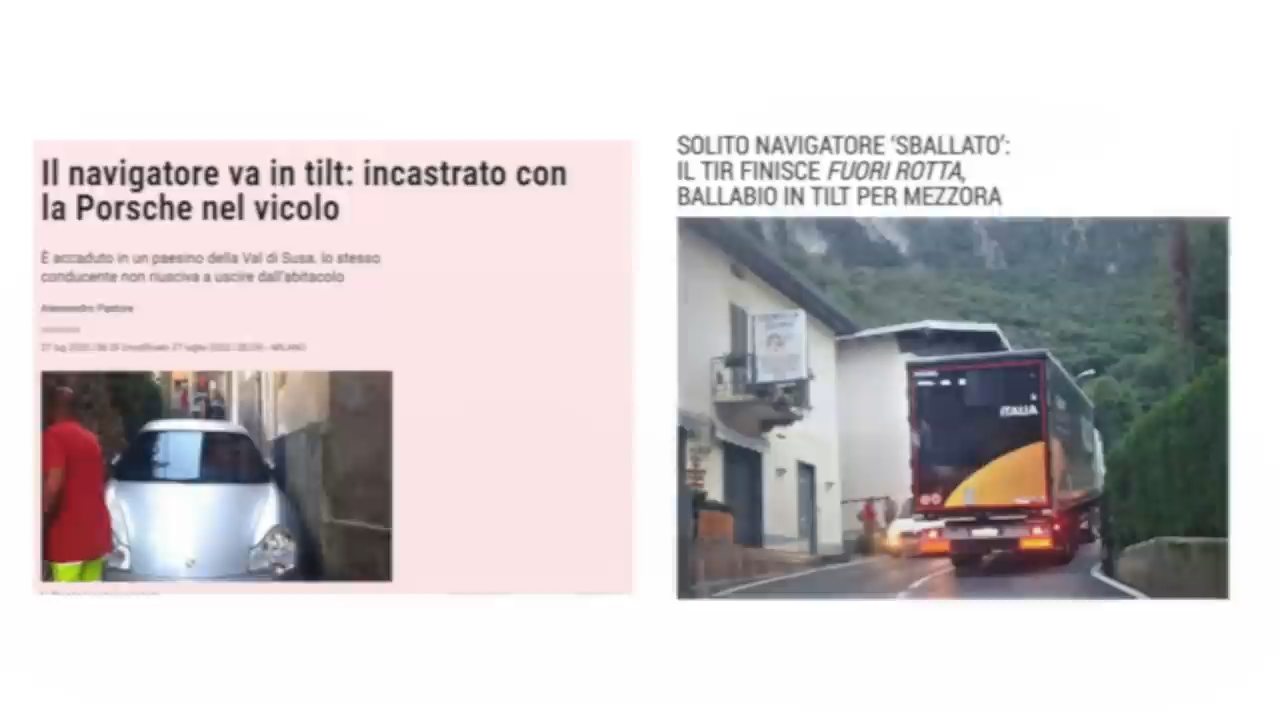 Il navigatore va in tilt: incastrato con
la Porsche nel vicolo
È accaduto in un paesino della Val di Susa, lo stesso
conducente non riusciva a uscire dall'abitacolo
Alessandro Pastore
SOLITO NAVIGATORE 'SBALLATO':
IL TIR FINISCE FUORI ROTTA,
BALLABIO IN TILT PER MEZZORA
ITALIA